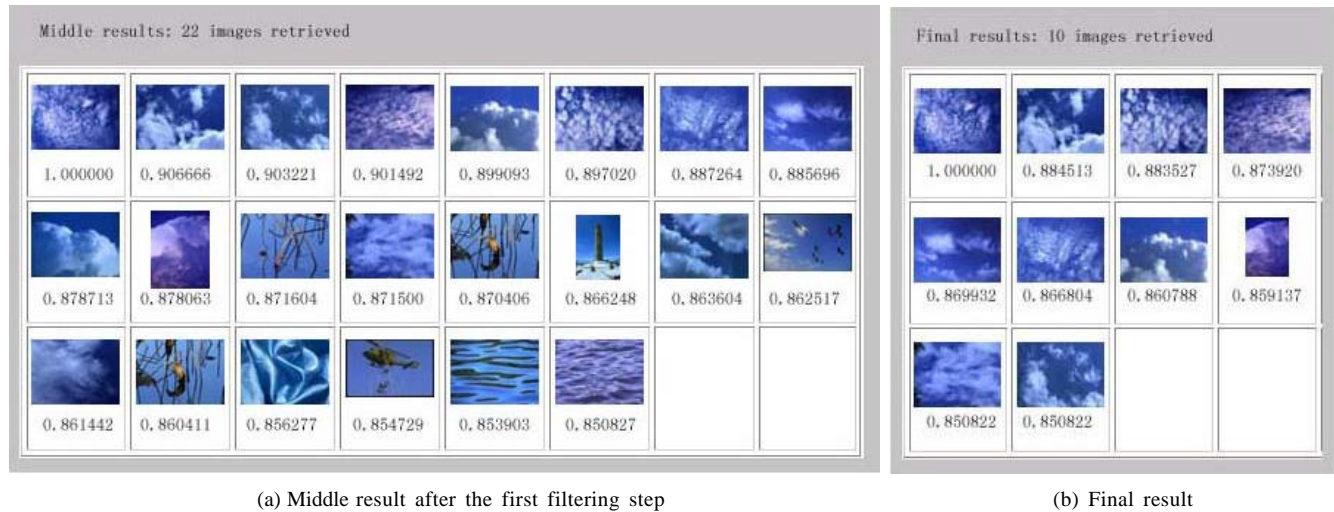 Middle results: 22 images retrieved
1.000000 0.906666 0.903221 0.901492 0.899093 0.897020 0.887264 0.885696
0.878713 0.878063 0.871604 0.871500 0.870406 0.866248 0.863604 0.862517
0.861442 0.860411 0.856277 0.854729 0.853903 0.850827
(a) Middle result after the first filtering step
Final results: 10 images retrieved
1.000000 0.884513 0.883527 0.873920
0.869932 0.866804 0.860788 0.859137
0.850822 0.850822
(b) Final result